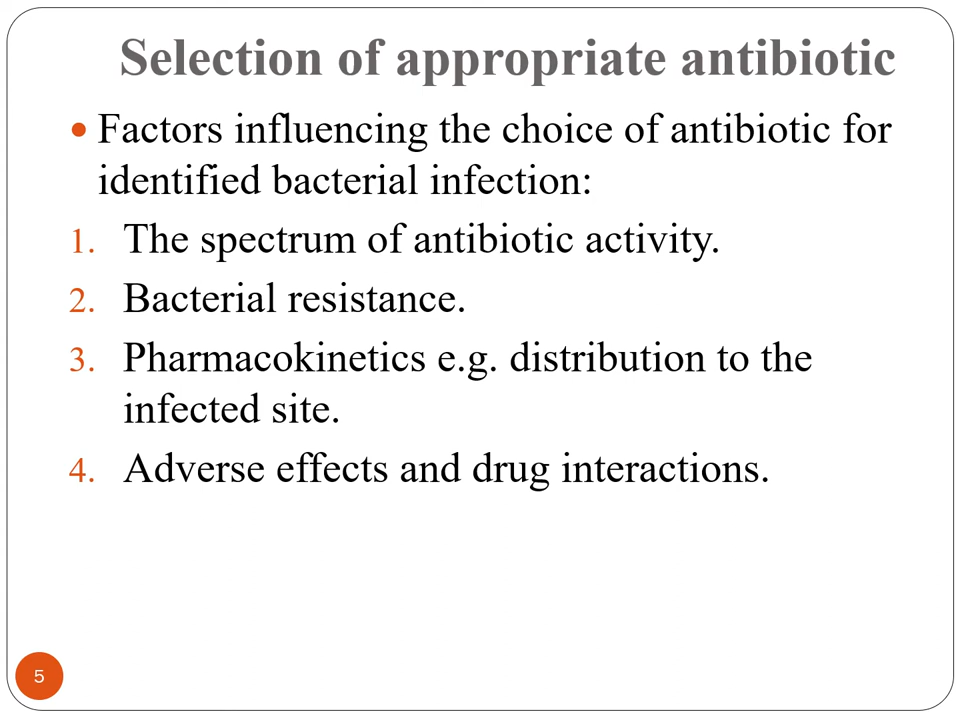 Selection of appropriate antibiotic
• Factors influencing the choice of antibiotic for
identified bacterial infection:
1. The spectrum of antibiotic activity.
2. Bacterial resistance.
3. Pharmacokinetics e.g. distribution to the
infected site.
4. Adverse effects and drug interactions.
5